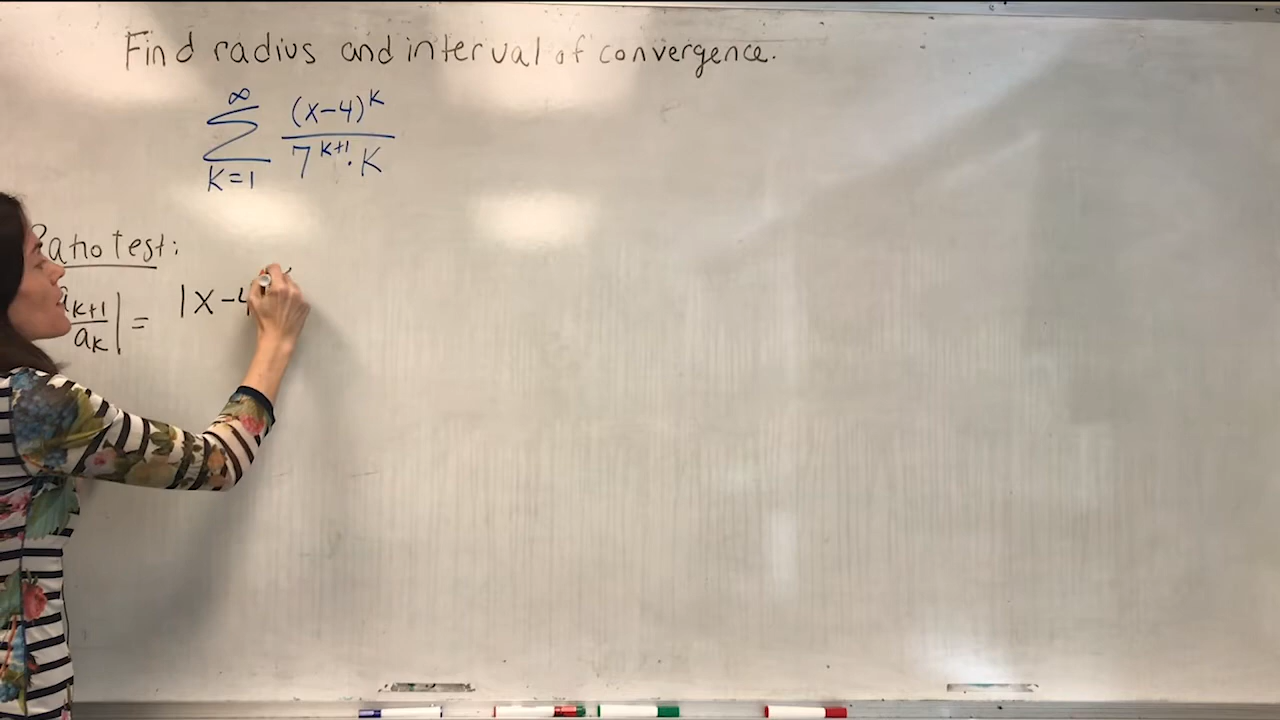 Find radius and interval of convergence.
∞
∑ (x-4)^k / 7^(k+1) · k
k=1
Ratio Test:
a_(k+1) / a_k | = |x-4